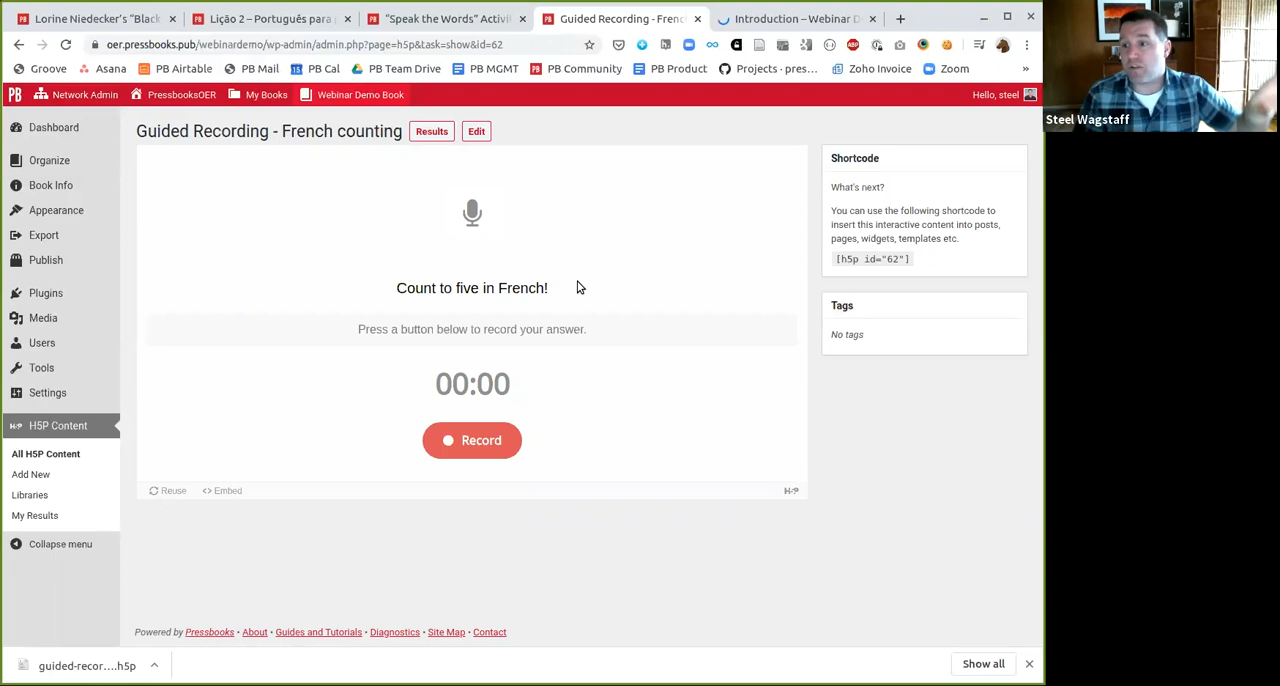 Lorine Niedecker's "Black
Lição 2 – Português para
"Speak the Words" Activi
Guided Recording - Frenc
Introduction – Webinar D
oer.pressbooks.pub/webinardemo/wp-admin/admin.php?page=h5p&task=show&id=62
Groove Asana PB Airtable PB Mail PB Cal PB Team Drive PB MGMT PB Community PB Product Projects · pres... Zoho Invoice Zoom »
PB Network Admin PressbooksOER My Books Webinar Demo Book Hello, steel
Steel Wagstaff
Dashboard
Organize
Book Info
Appearance
Export
Publish
Plugins
Media
Users
Tools
Settings
H5P Content
All H5P Content
Add New
Libraries
My Results
Collapse menu
Guided Recording - French counting Results Edit
Count to five in French!
Press a button below to record your answer.
00:00
Record
Reuse Embed H5P
Shortcode
What's next?
You can use the following shortcode to
insert this interactive content into posts,
pages, widgets, templates etc.
[h5p id="62"]
Tags
No tags
Powered by Pressbooks • About • Guides and Tutorials • Diagnostics • Site Map • Contact
guided-recor....h5p
Show all